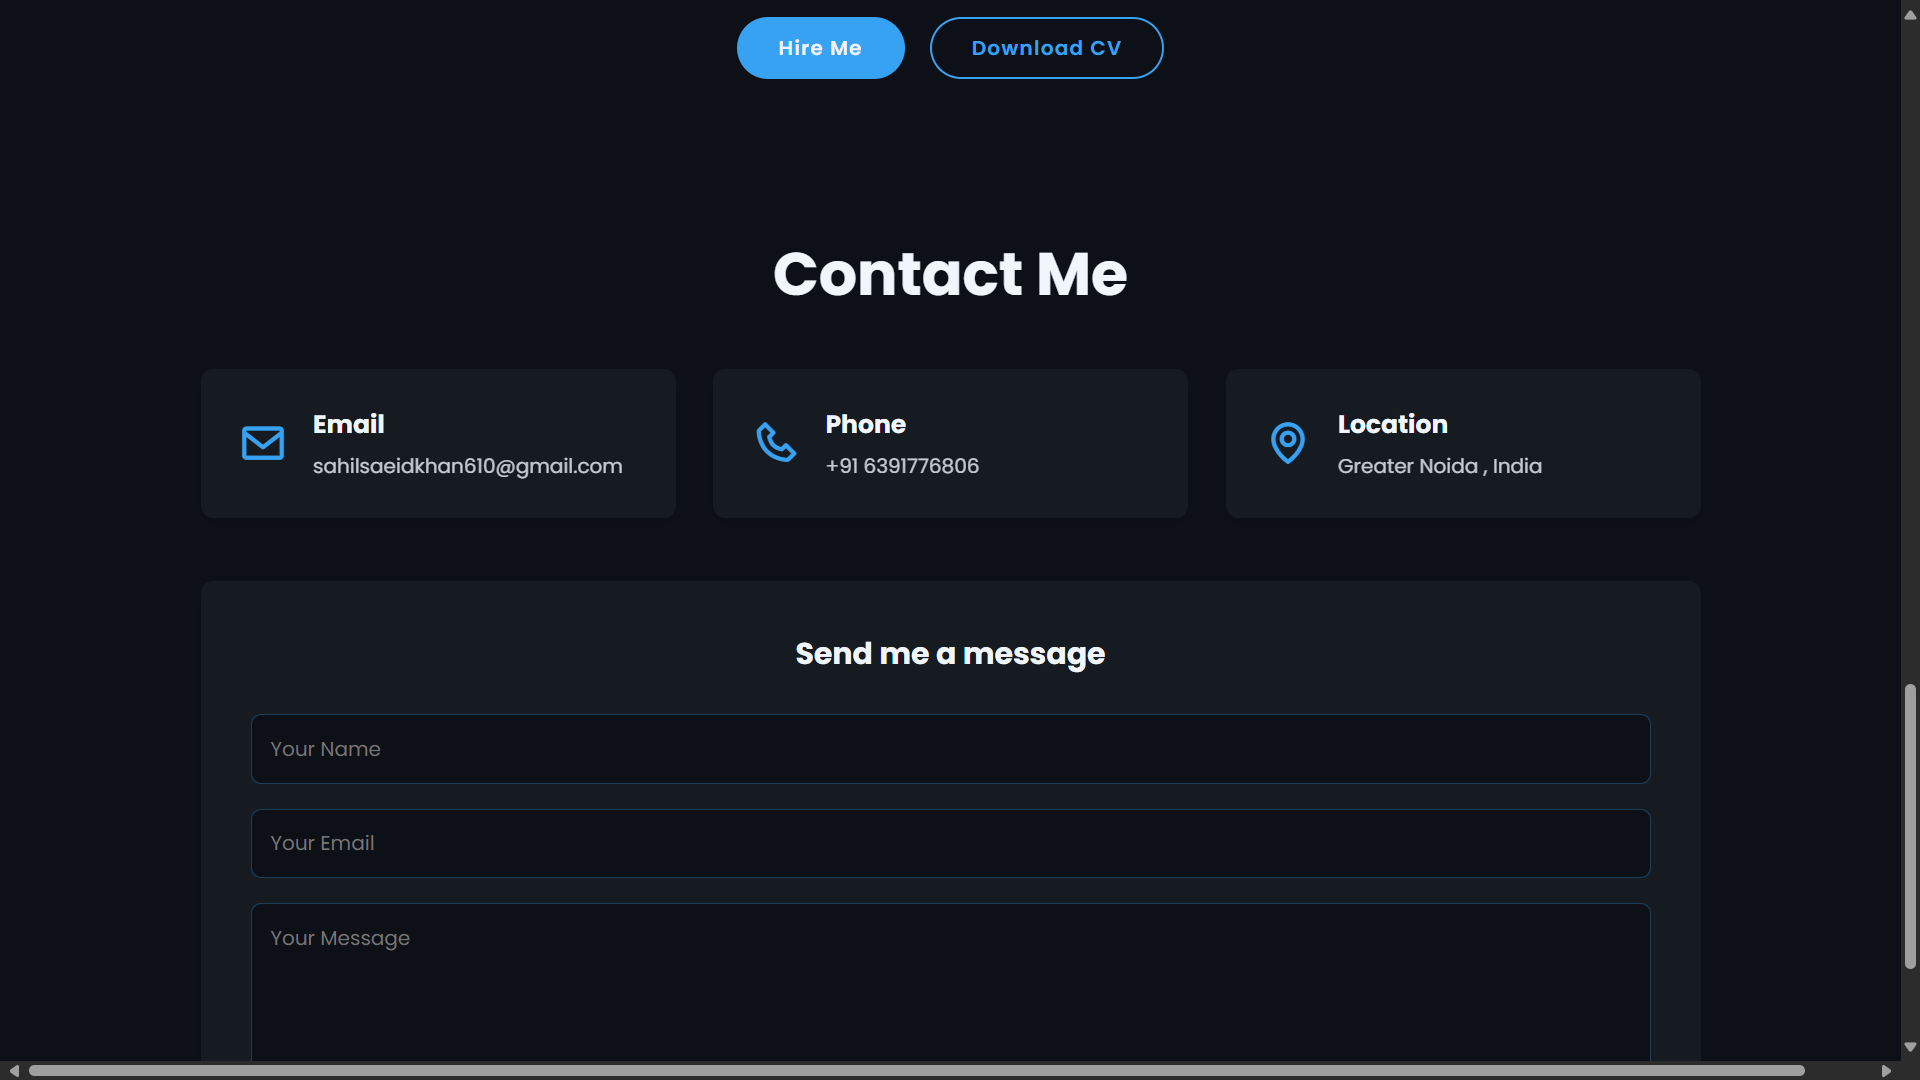 Hire Me
Download CV
Contact Me
Email
sahilsaeidkhan610@gmail.com
Phone
+91 6391776806
Location
Greater Noida , India
Send me a message
Your Name
Your Email
Your Message